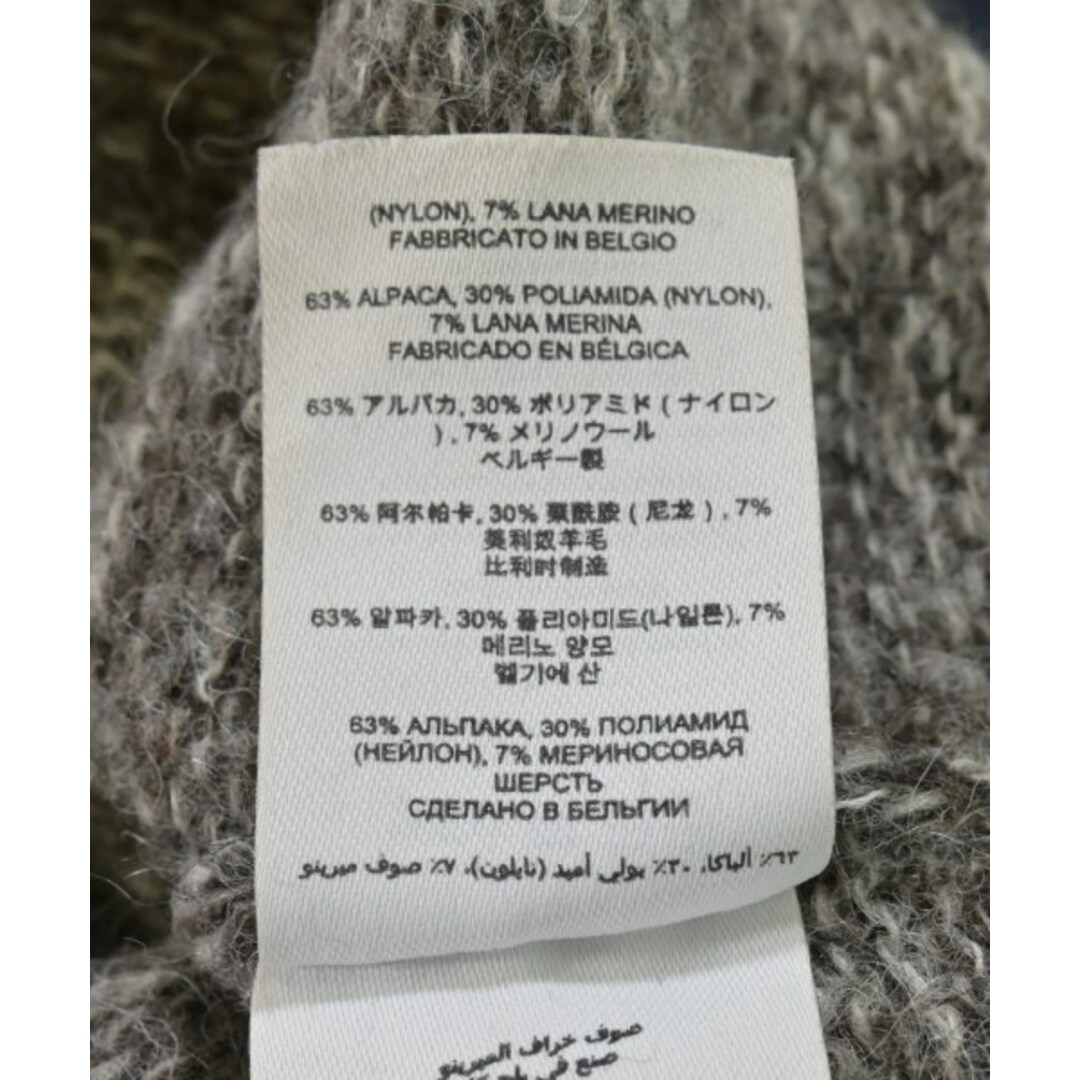 (NYLON), 7% LANA MERINO
FABBRICATO IN BELGIO
63% ALPACA, 30% POLIAMIDA (NYLON),
7% LANA MERINA
FABRICADO EN BÉLGICA
63% アルパカ, 30% ポリアミド ( ナイロン
) , 7% メリノウール
ベルギー製
63% 阿尔帕卡, 30% 聚酰胺 ( 尼龙 ) , 7%
美利奴羊毛
比利时制造
63% 알파카, 30% 폴리아미드(나일론), 7%
메리노 양모
벨기에 산
63% АЛЬПАКА, 30% ПОЛИАМИД
(НЕЙЛОН), 7% МЕРИНОСОВАЯ
ШЕРСТЬ
СДЕЛАНО В БЕЛЬГИИ
٦٣٪ ألباكا، ٣٠٪ بولي أميد (نايلون)، ٧٪ صوف ميرينو
صوف خراف الميرينو
صنع في